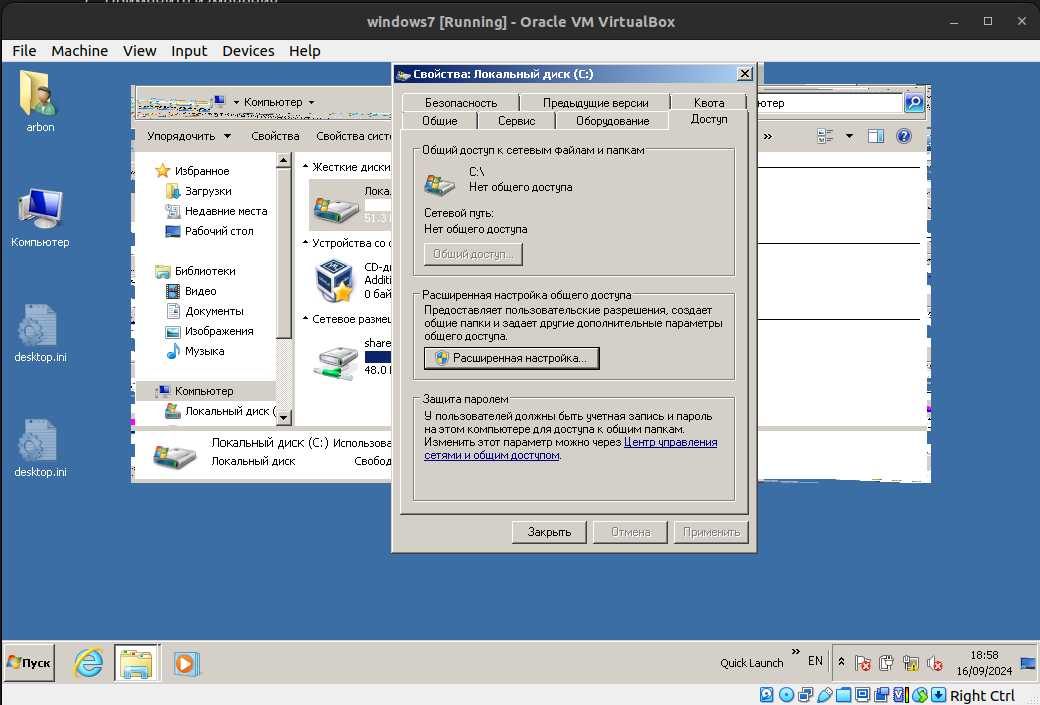 windows7 [Running] - Oracle VM VirtualBox
File Machine View Input Devices Help
arbon
Компьютер
desktop.ini
desktop.ini
Компьютер
Упорядочить
Свойства
Свойства сист
»
Избранное
Загрузки
Недавние места
Рабочий стол
Библиотеки
Видео
Документы
Изображения
Музыка
Компьютер
Локальный диск (
Жесткие диски
Лока
51.3
Устройства со с
CD-ди
Additi
0 бай
Сетевое размещ
share
48.0
Локальный диск (C:) Использова
Локальный диск Свобод
ютер
Свойства: Локальный диск (C:)
Безопасность Предыдущие версии Квота
Общие Сервис Оборудование Доступ
Общий доступ к сетевым файлам и папкам
C:\
Нет общего доступа
Сетевой путь:
Нет общего доступа
Общий доступ...
Расширенная настройка общего доступа
Предоставляет пользовательские разрешения, создает
общие папки и задает другие дополнительные параметры
общего доступа.
Расширенная настройка...
Защита паролем
У пользователей должны быть учетная запись и пароль
на этом компьютере для доступа к общим папкам.
Изменить этот параметр можно через Центр управления
сетями и общим доступом.
Закрыть Отмена Применить
Пуск
Quick Launch » EN
18:58
16/09/2024
Right Ctrl